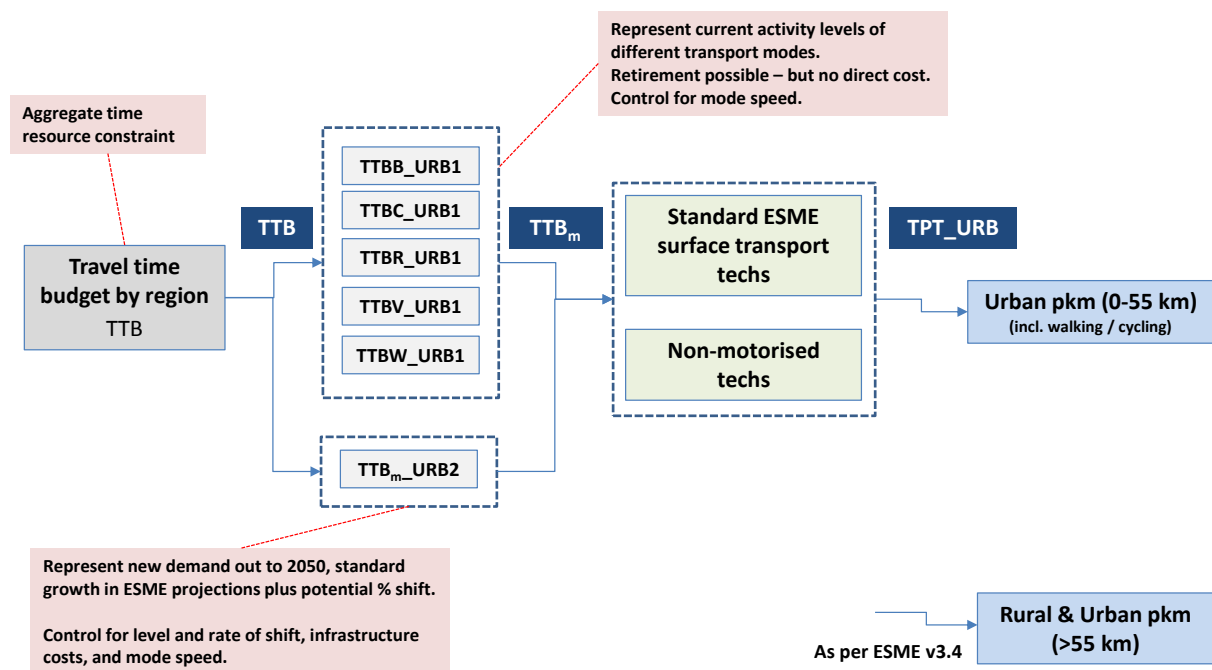 Represent current activity levels of
different transport modes.
Retirement possible – but no direct cost.
Control for mode speed.
Aggregate time
resource constraint
TTBB_URB1
TTBC_URB1
TTBR_URB1
TTBV_URB1
TTBW_URB1
TTB
TTBm
TPT_URB
Travel time
budget by region
TTB
Standard ESME
surface transport
techs
Non-motorised
techs
Urban pkm (0-55 km)
(incl. walking / cycling)
TTBm_URB2
Represent new demand out to 2050, standard
growth in ESME projections plus potential % shift.
Control for level and rate of shift, infrastructure
costs, and mode speed.
As per ESME v3.4
Rural & Urban pkm
(>55 km)